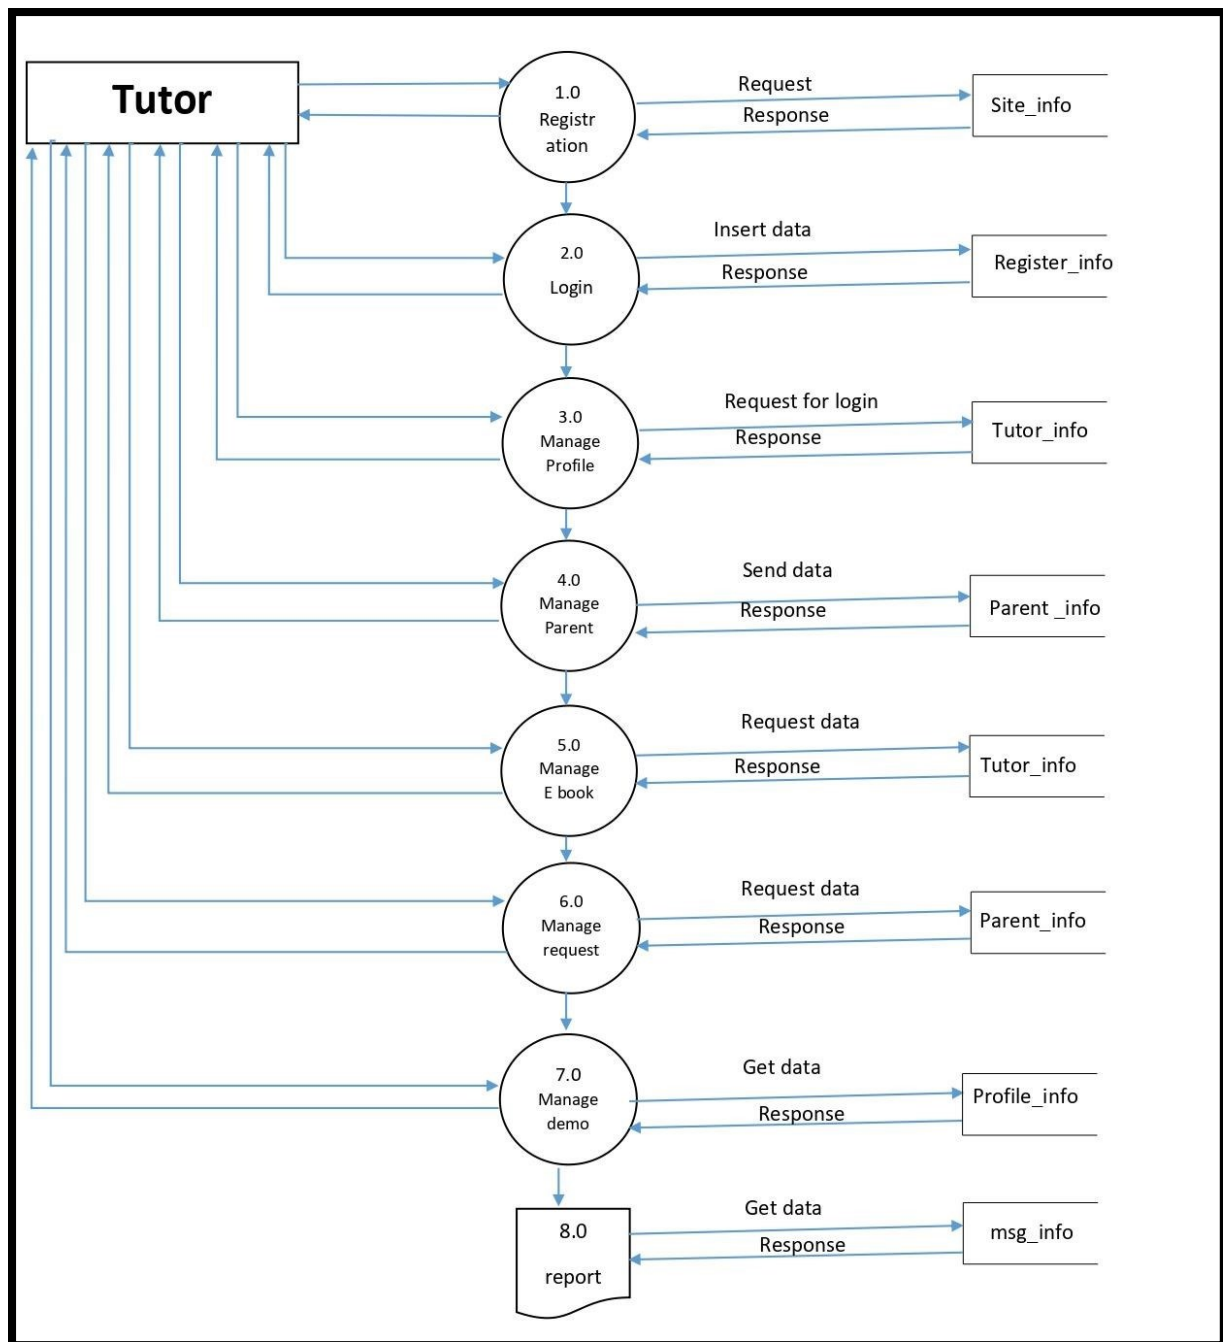 Tutor
1.0
Registr
ation
Request
Response
Site_info
2.0
Login
Insert data
Response
Register_info
3.0
Manage
Profile
Request for login
Response
Tutor_info
4.0
Manage
Parent
Send data
Response
Parent _info
5.0
Manage
E book
Request data
Response
Tutor_info
6.0
Manage
request
Request data
Response
Parent_info
7.0
Manage
demo
Get data
Response
Profile_info
8.0
report
Get data
Response
msg_info